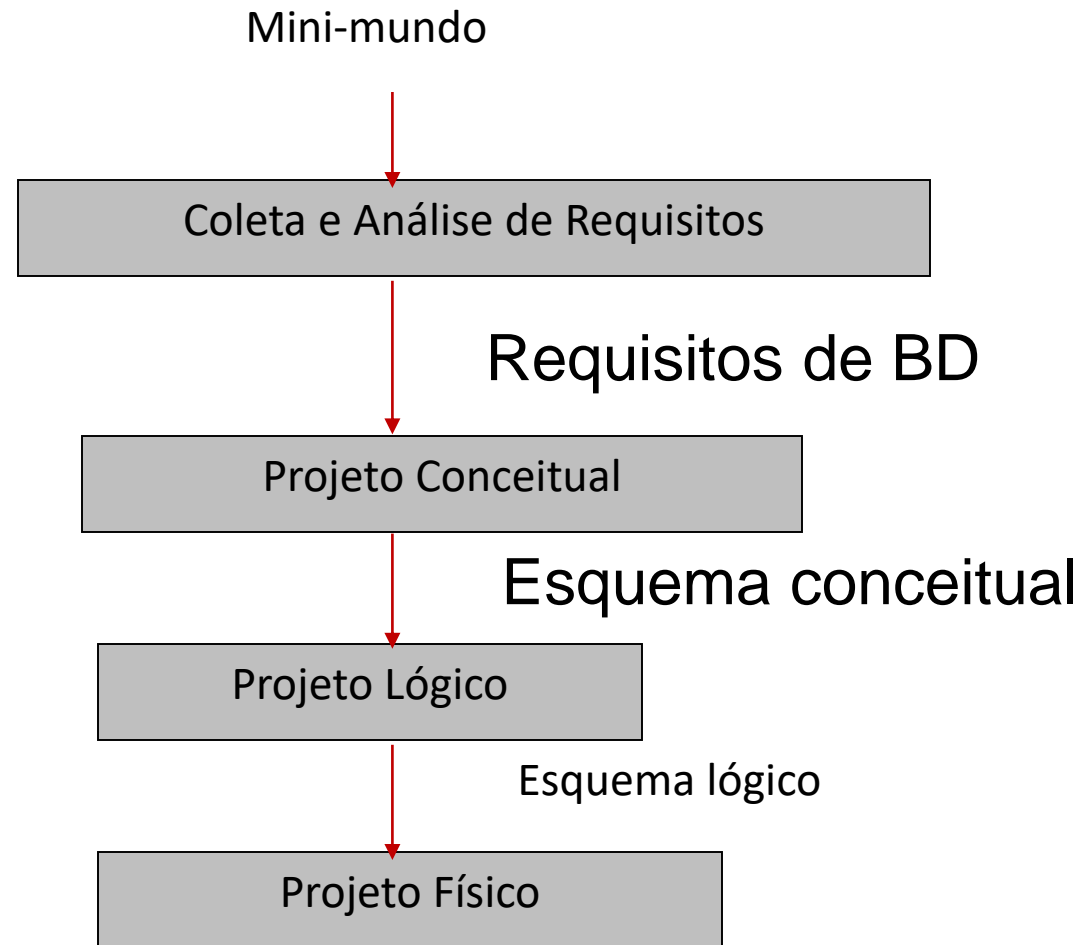 Mini-mundo
Coleta e Análise de Requisitos
Requisitos de BD
Projeto Conceitual
Esquema conceitual
Projeto Lógico
Esquema lógico
Projeto Físico